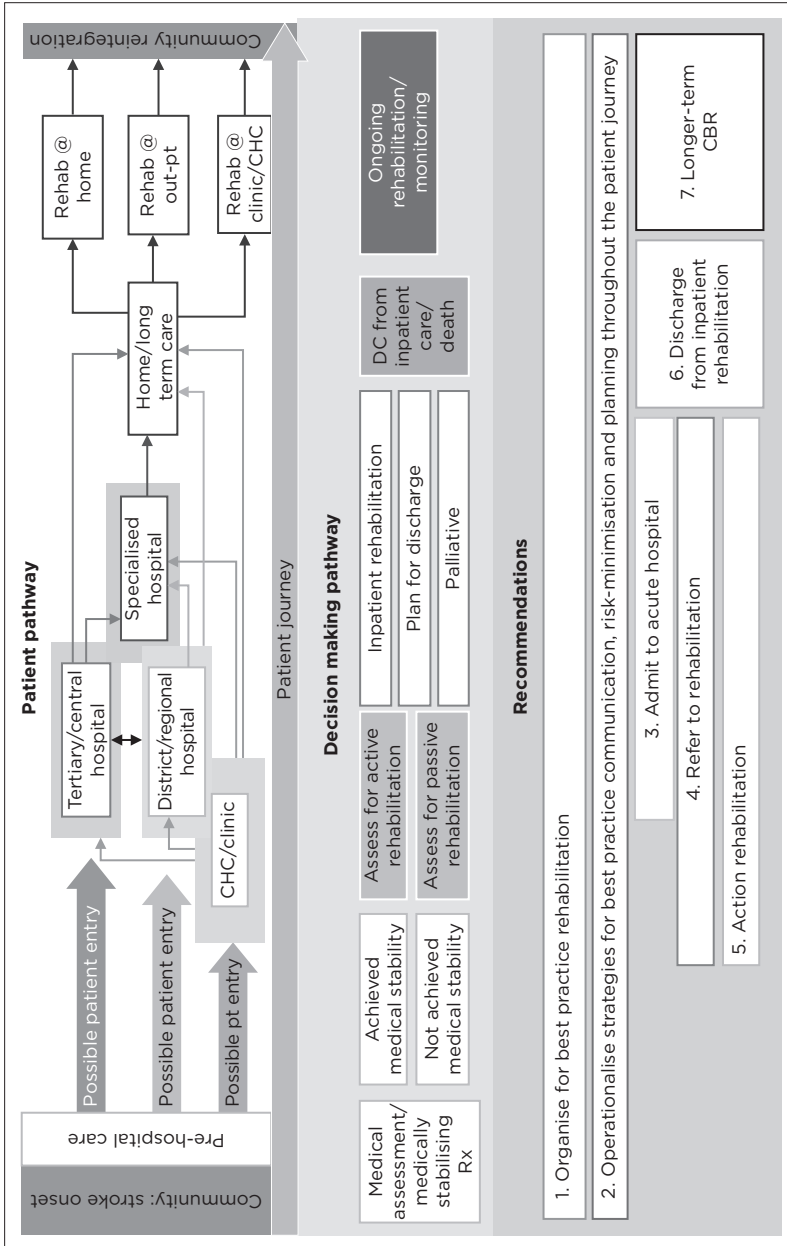 Patient pathway
Community: stroke onset
Pre-hospital care
Possible patient entry
Possible patient entry
Possible pt entry
Tertiary/central
hospital
District/regional
hospital
CHC/clinic
Specialised
hospital
Home/long
term care
Rehab @
home
Rehab @
out-pt
Rehab @
clinic/CHC
Community reintegration
Patient journey
Decision making pathway
Medical
assessment/
medically
stabilising
Rx
Achieved
medical stability
Not achieved
medical stability
Assess for active
rehabilitation
Assess for passive
rehabilitation
Inpatient rehabilitation
Plan for discharge
Palliative
DC from
inpatient
care/
death
Ongoing
rehabilitation/
monitoring
Recommendations
1. Organise for best practice rehabilitation
2. Operationalise strategies for best practice communication, risk-minimisation and planning throughout the patient journey
3. Admit to acute hospital
4. Refer to rehabilitation
5. Action rehabilitation
6. Discharge
from inpatient
rehabilitation
7. Longer-term
CBR